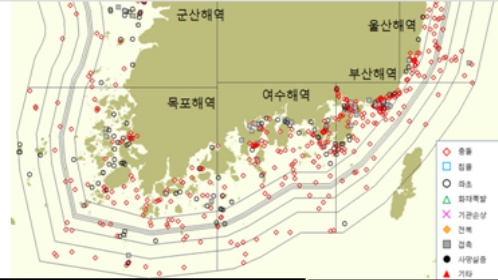 군산해역
울산해역
부산해역
목포해역
여수해역
충돌
침몰
좌초
화재폭발
기관손상
전복
접촉
사망실종
기타